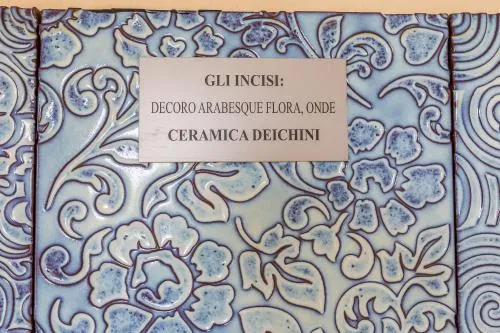 GLI INCISI:
DECORO ARABESQUE FLORA, ONDE
CERAMICA DEICHINI